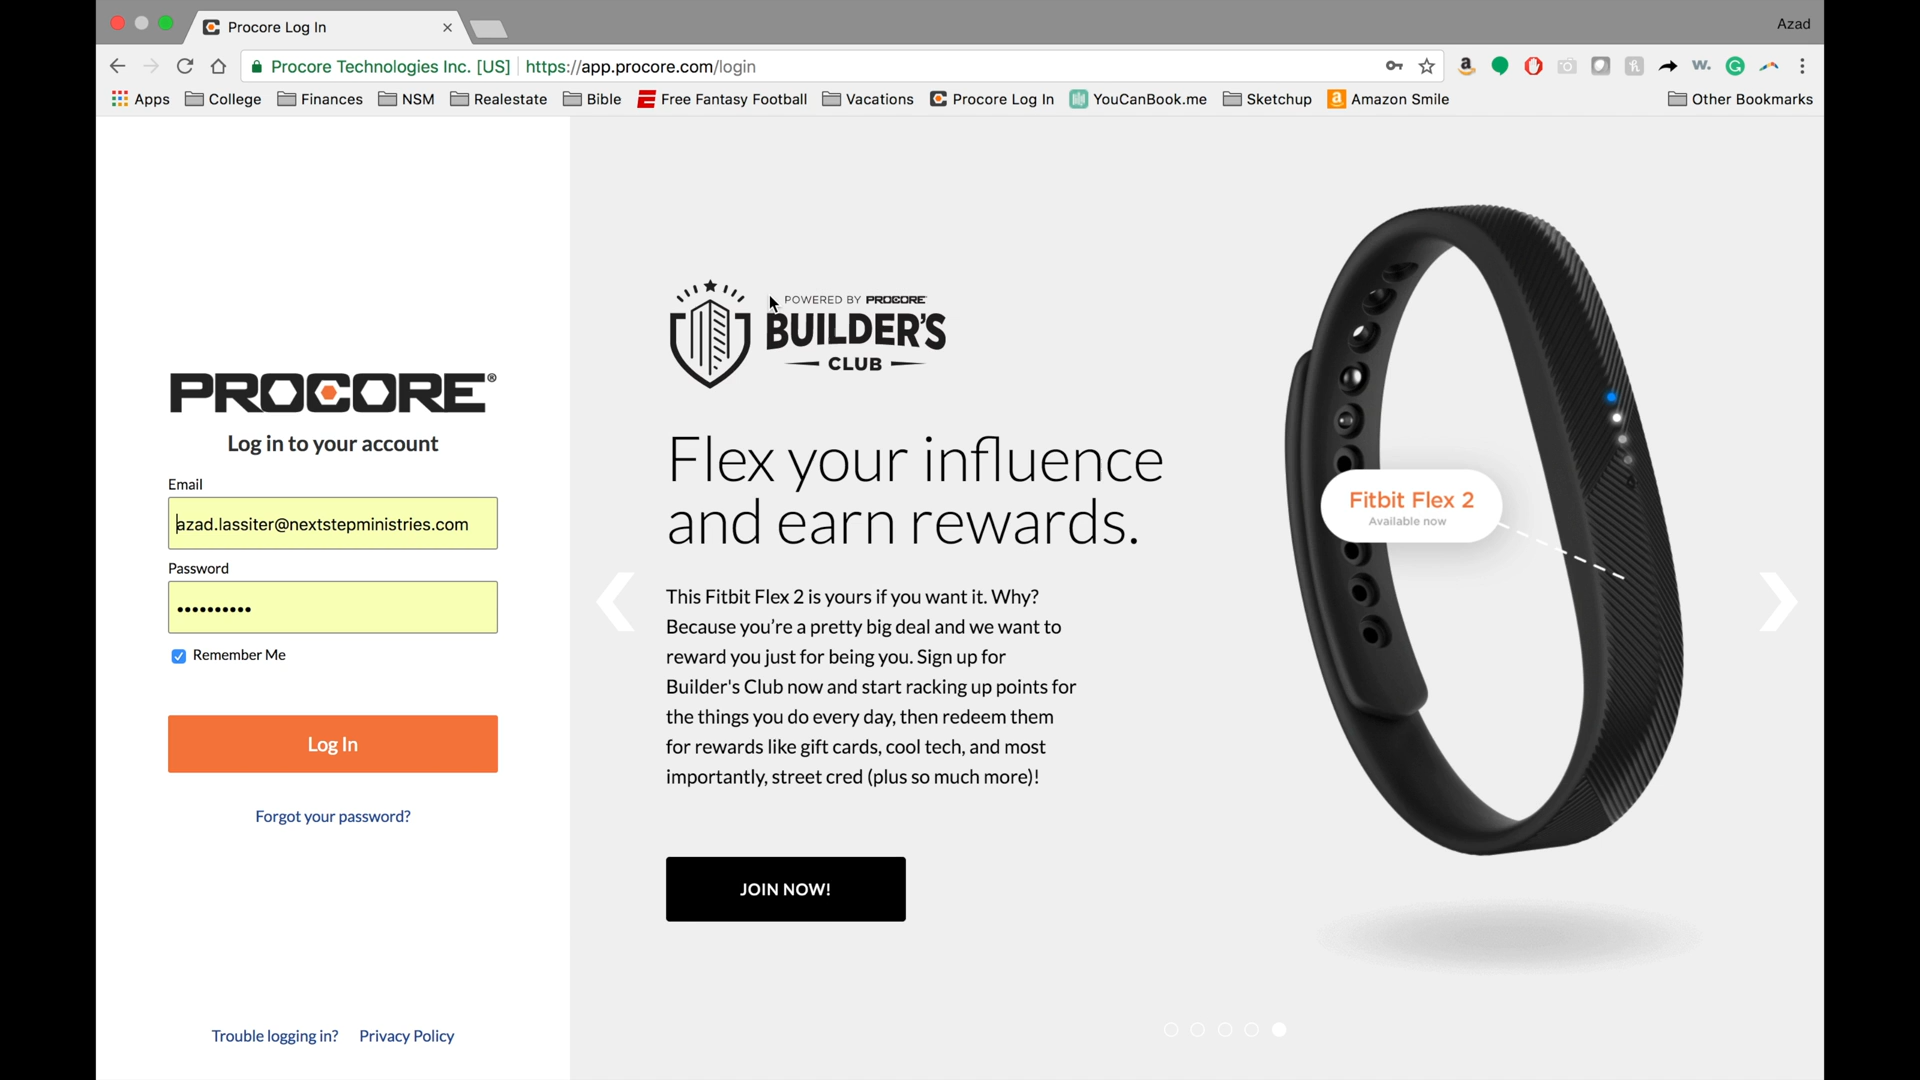 Procore Log In
Azad
Procore Technologies Inc. [US] https://app.procore.com/login
Apps College Finances NSM Realestate Bible Free Fantasy Football Vacations Procore Log In YouCanBook.me Sketchup Amazon Smile Other Bookmarks
PROCORE®
Log in to your account
Email
azad.lassiter@nextstepministries.com
Password
Remember Me
Log In
Forgot your password?
Trouble logging in? Privacy Policy
POWERED BY PROCORE
BUILDER'S
CLUB
Flex your influence
and earn rewards.
This Fitbit Flex 2 is yours if you want it. Why?
Because you’re a pretty big deal and we want to
reward you just for being you. Sign up for
Builder's Club now and start racking up points for
the things you do every day, then redeem them
for rewards like gift cards, cool tech, and most
importantly, street cred (plus so much more)!
JOIN NOW!
Fitbit Flex 2
Available now